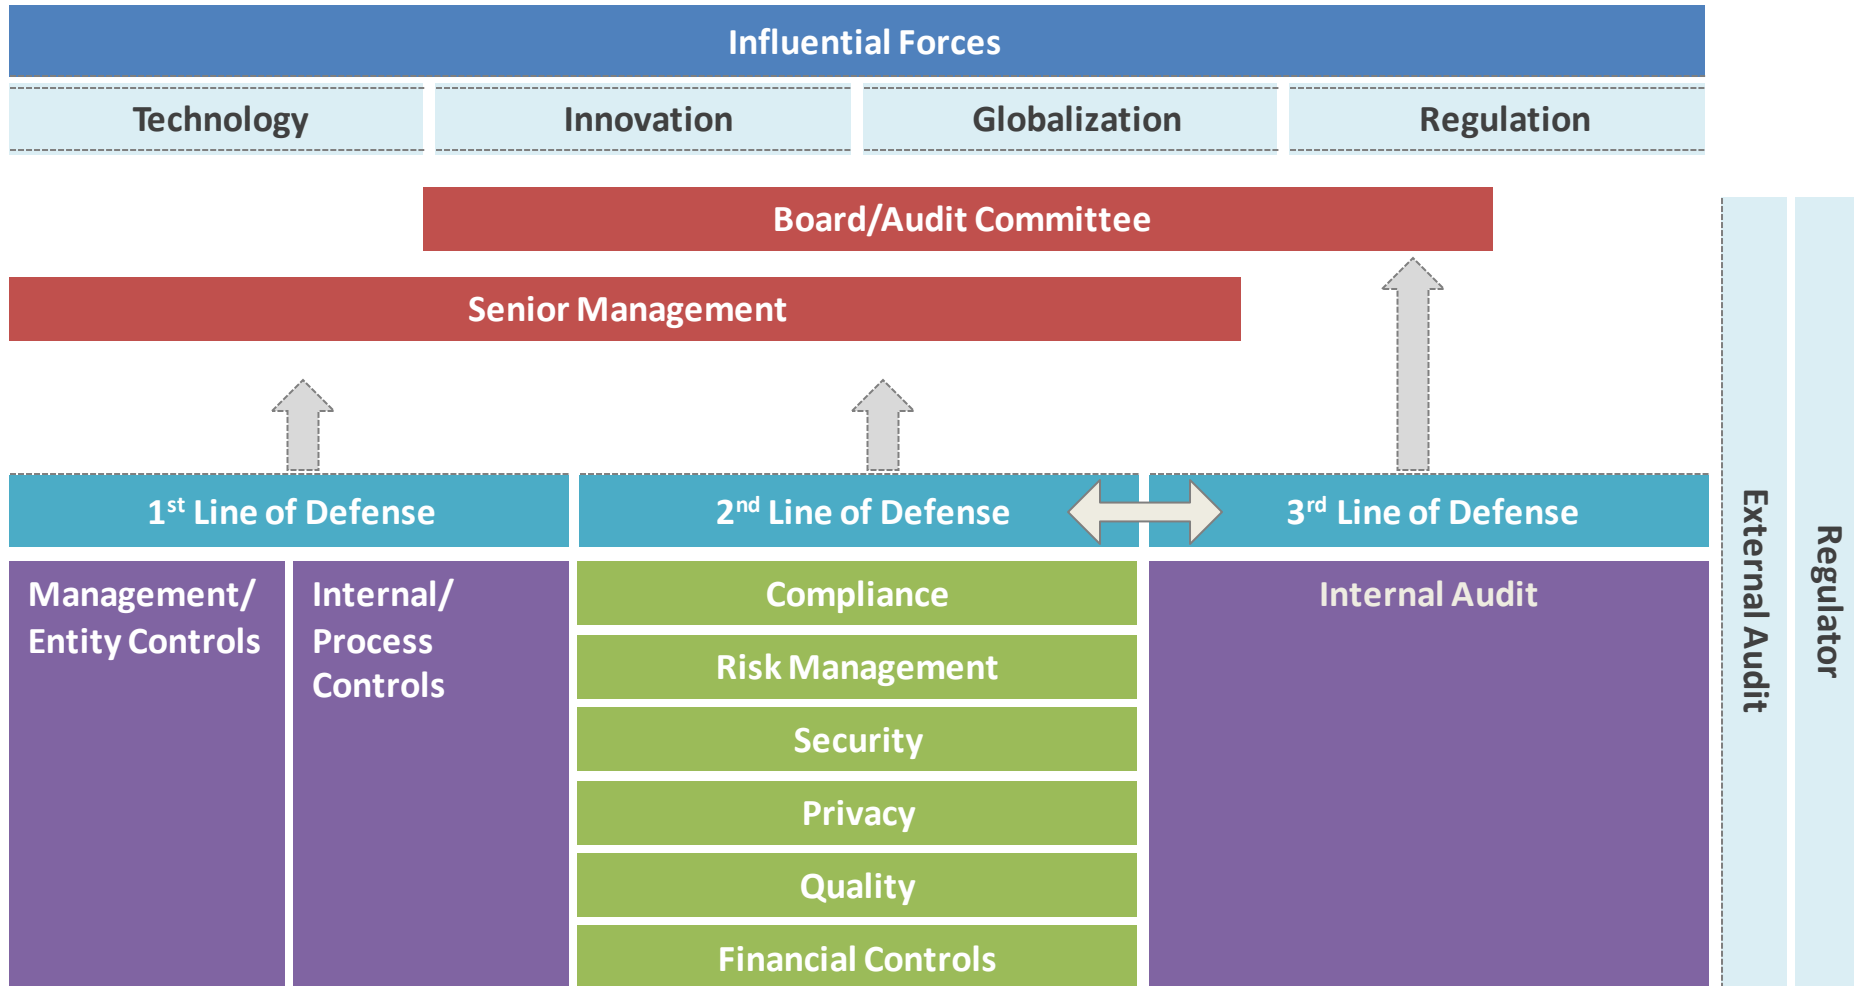 Influential Forces
Technology
Innovation
Globalization
Regulation
Board/Audit Committee
Senior Management
1st Line of Defense
2nd Line of Defense
3rd Line of Defense
Management/
Entity Controls
Internal/
Process
Controls
Compliance
Risk Management
Security
Privacy
Quality
Financial Controls
Internal Audit
External Audit
Regulator